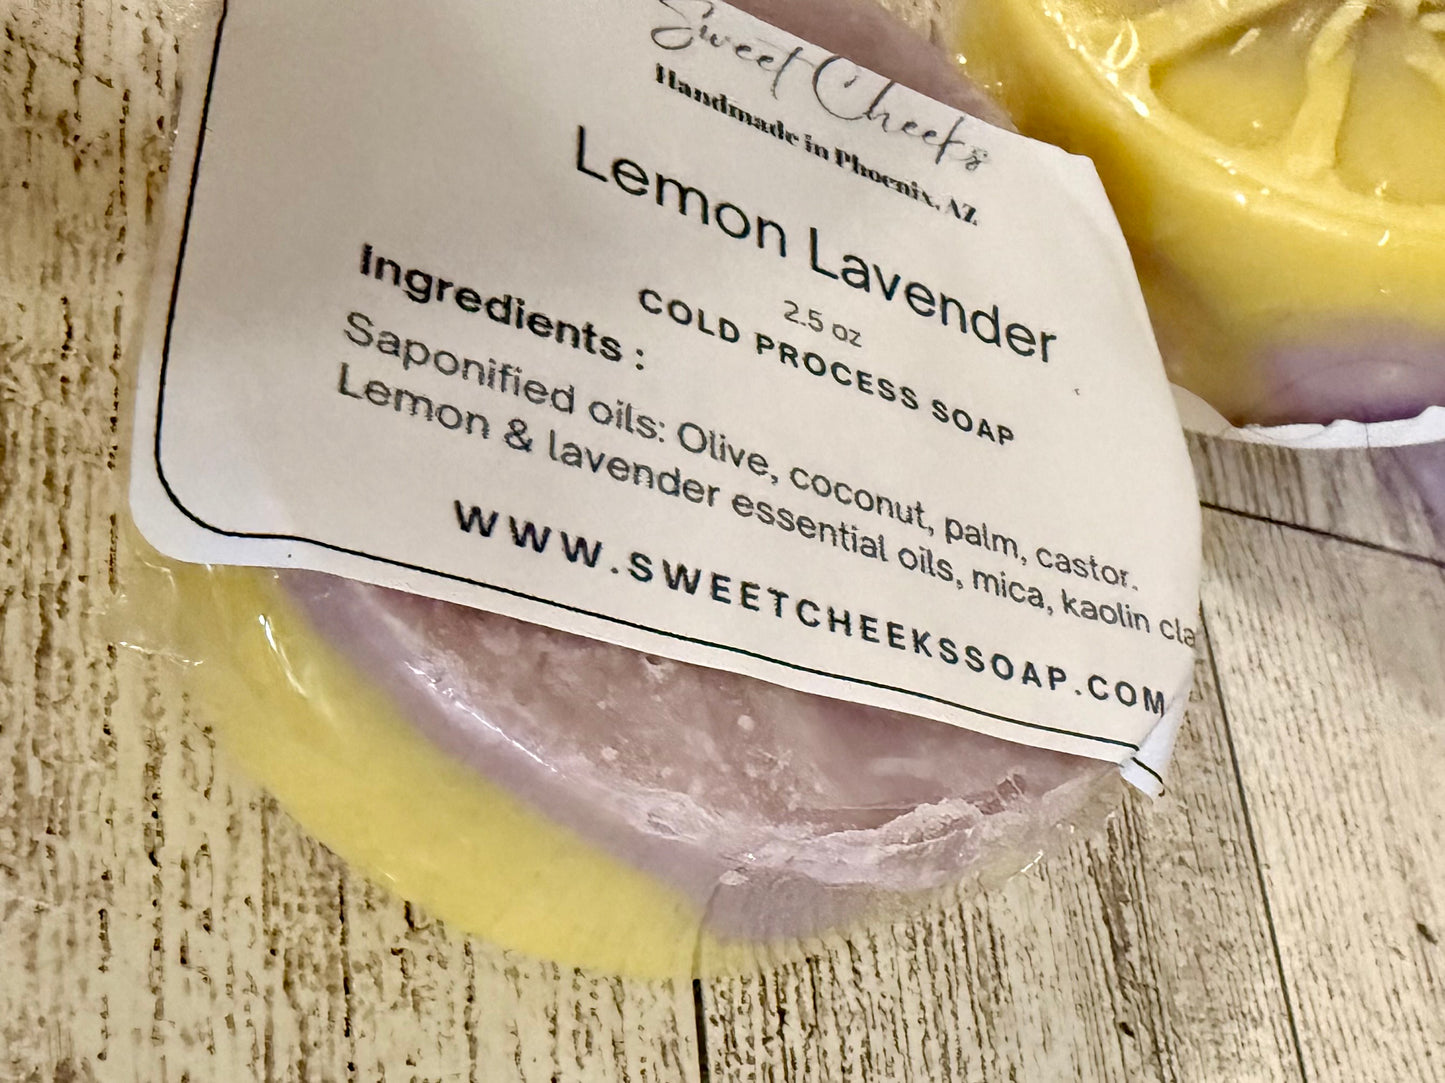 Sweet Cheeks
Handmade in Phoenix, AZ
Lemon Lavender
2.5 oz
COLD PROCESS SOAP
Ingredients :
Saponified oils: Olive, coconut, palm, castor.
Lemon & lavender essential oils, mica, kaolin cla
WWW.SWEETCHEEKSSOAP.COM